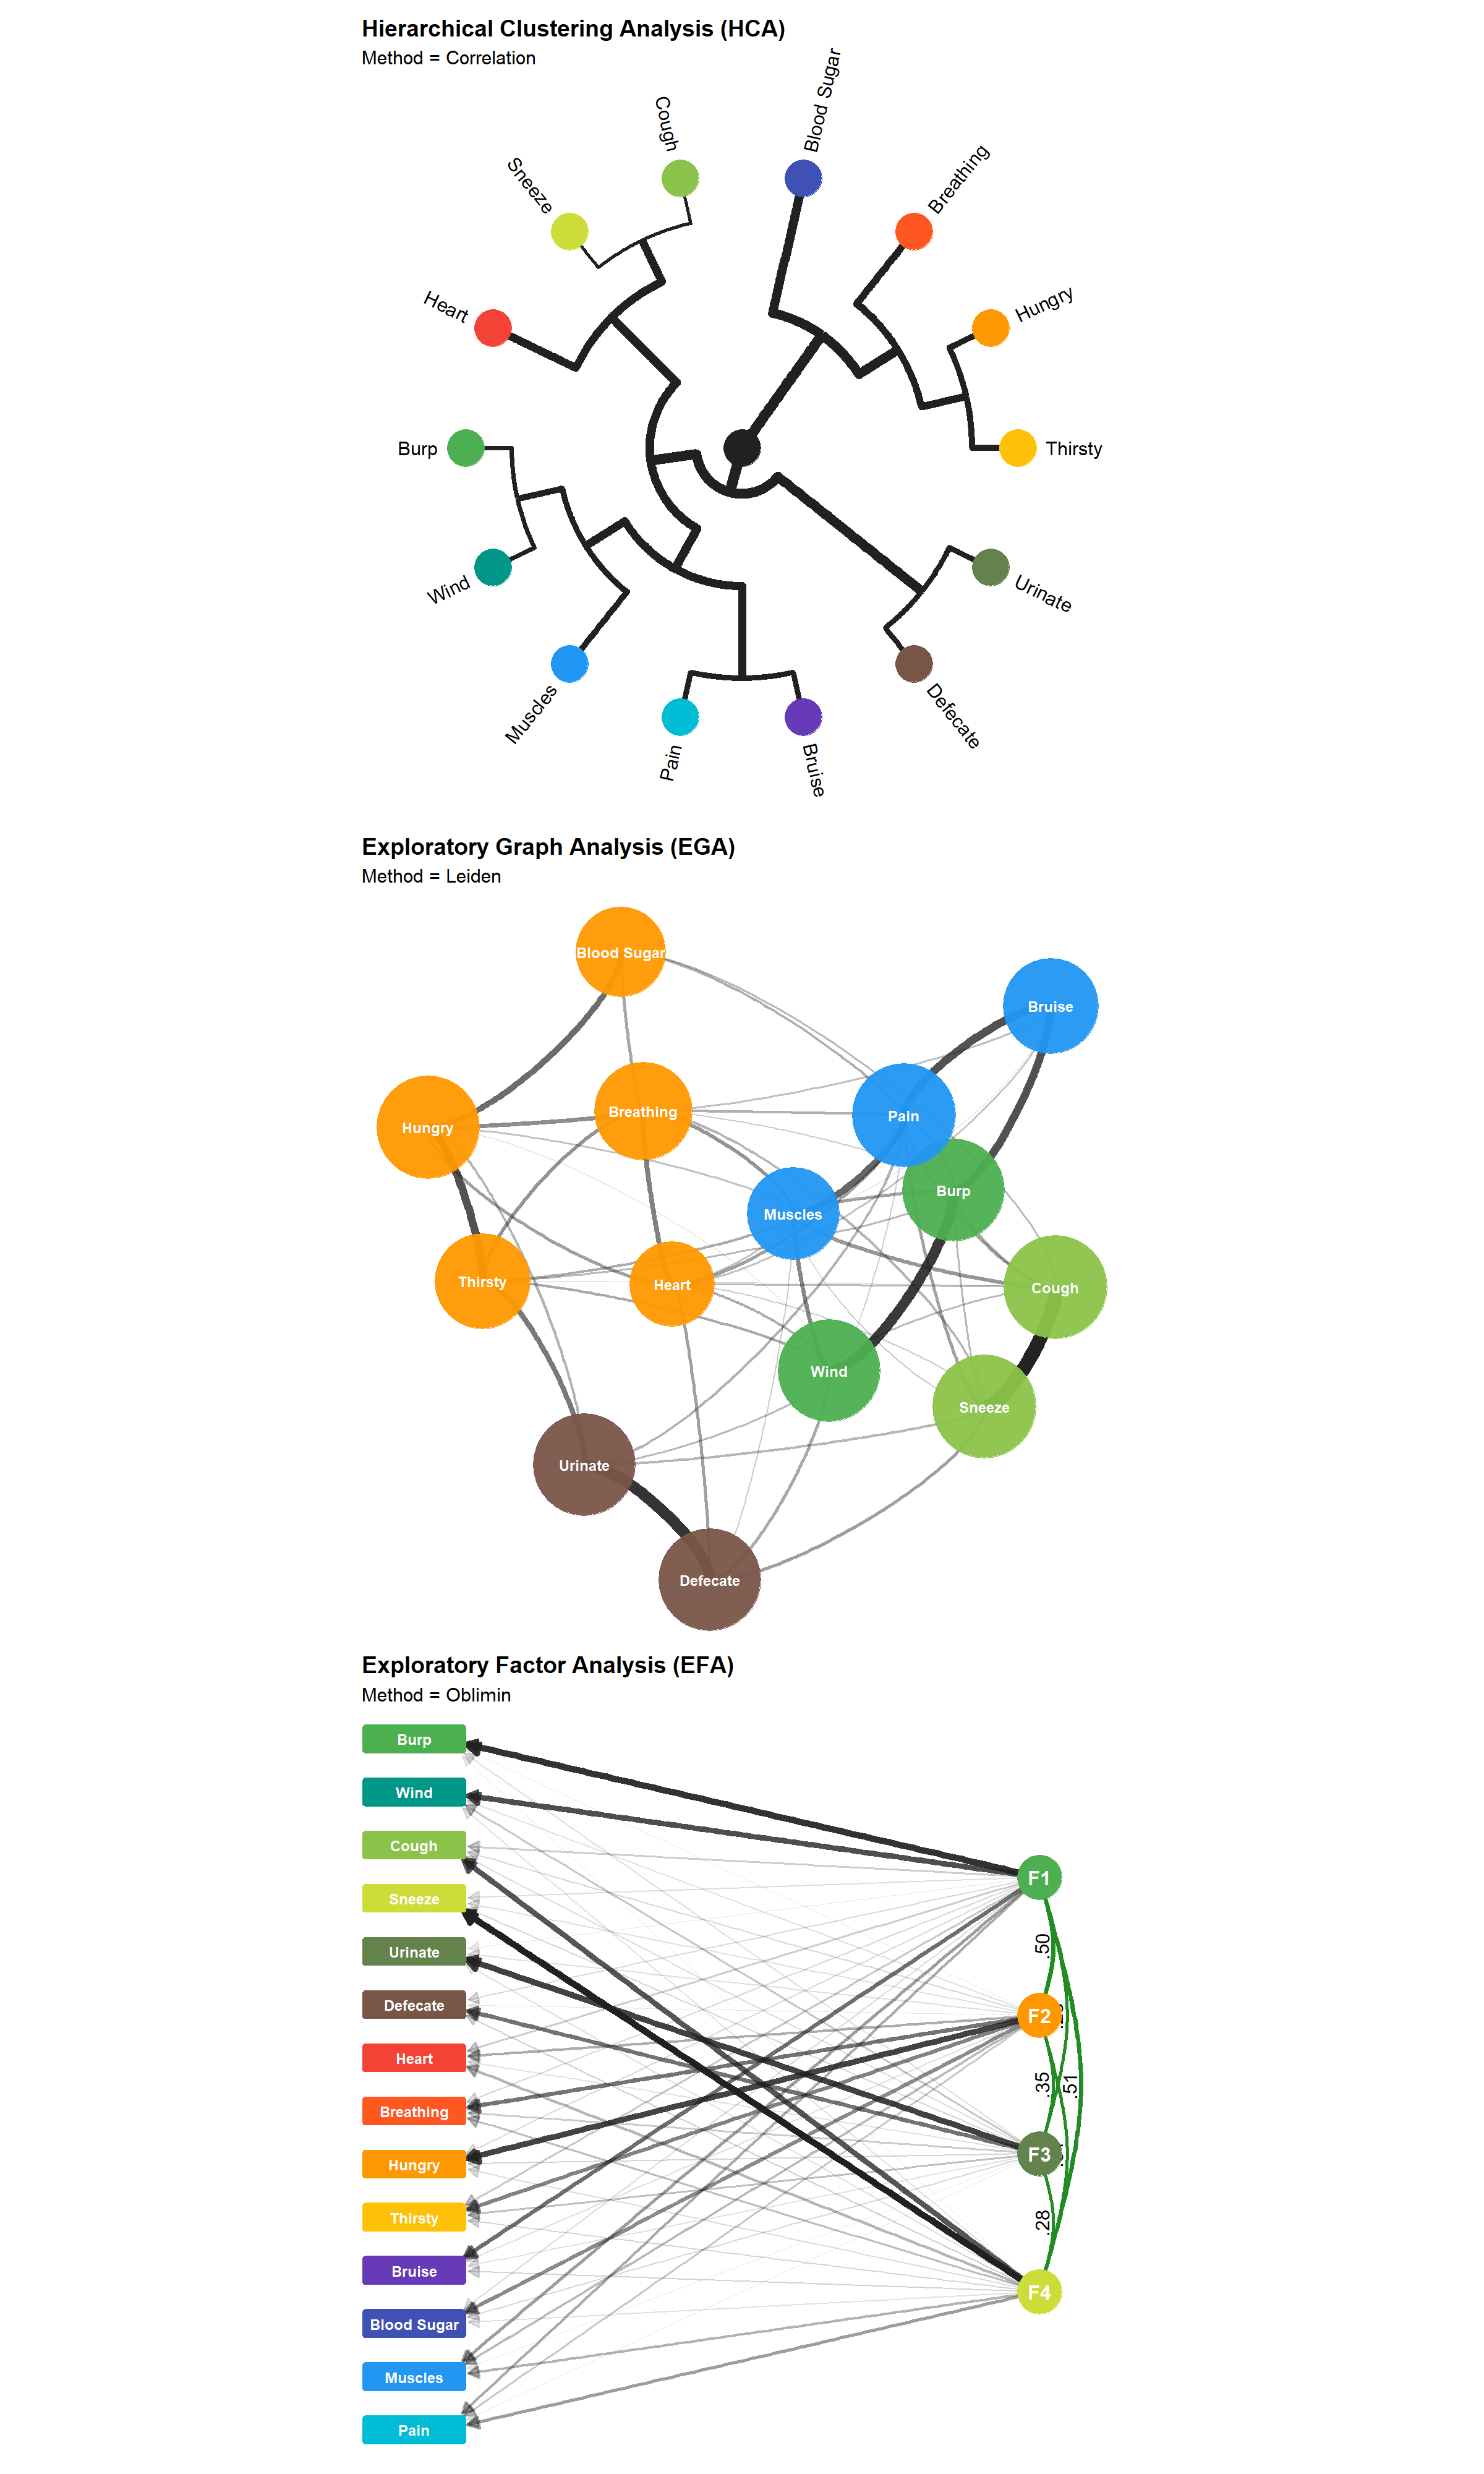 Hierarchical Clustering Analysis (HCA)
Method = Correlation
Blood Sugar
Cough
Breathing
Sneeze
Hungry
Heart
Burp
Thirsty
Wind
Urinate
Muscles
Defecate
Pain
Bruise
Exploratory Graph Analysis (EGA)
Method = Leiden
Blood Sugar
Bruise
Breathing
Pain
Hungry
Burp
Muscles
Thirsty
Heart
Cough
Wind
Sneeze
Urinate
Defecate
Exploratory Factor Analysis (EFA)
Method = Oblimin
Burp
Wind
Cough
Sneeze
Urinate
Defecate
Heart
Breathing
Hungry
Thirsty
Bruise
Blood Sugar
Muscles
Pain
F1
.50
F2
.35
.51
F3
.28
F4